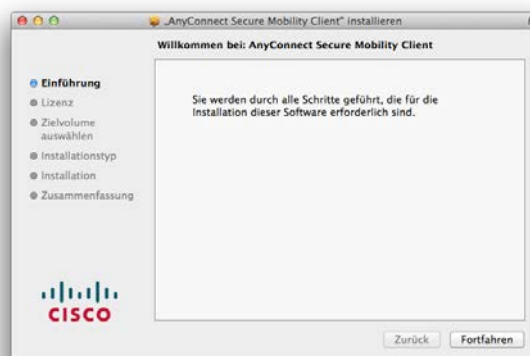 „AnyConnect Secure Mobility Client“ installieren
Willkommen bei: AnyConnect Secure Mobility Client
Einführung
Lizenz
Zielvolume
auswählen
Installationstyp
Installation
Zusammenfassung
Sie werden durch alle Schritte geführt, die für die
Installation dieser Software erforderlich sind.
CISCO
Zurück
Fortfahren